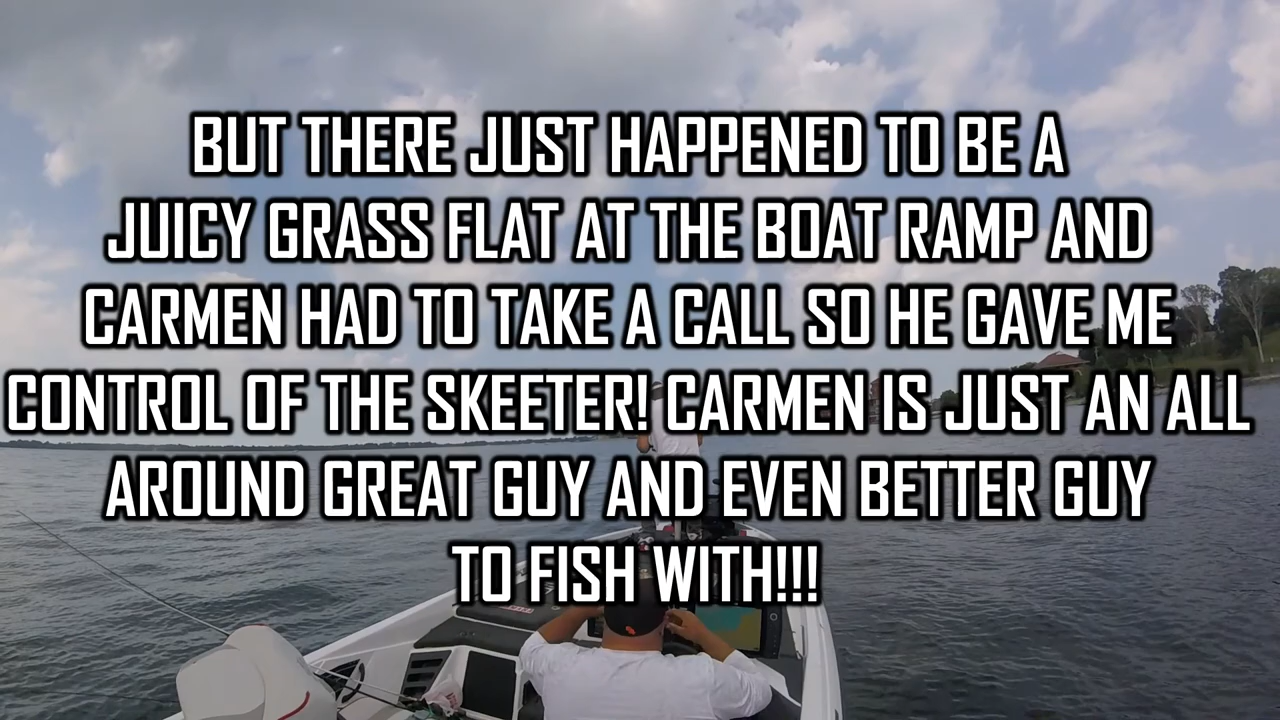 BUT THERE JUST HAPPENED TO BE A
JUICY GRASS FLAT AT THE BOAT RAMP AND
CARMEN HAD TO TAKE A CALL SO HE GAVE ME
CONTROL OF THE SKEETER! CARMEN IS JUST AN ALL
AROUND GREAT GUY AND EVEN BETTER GUY
TO FISH WITH!!!